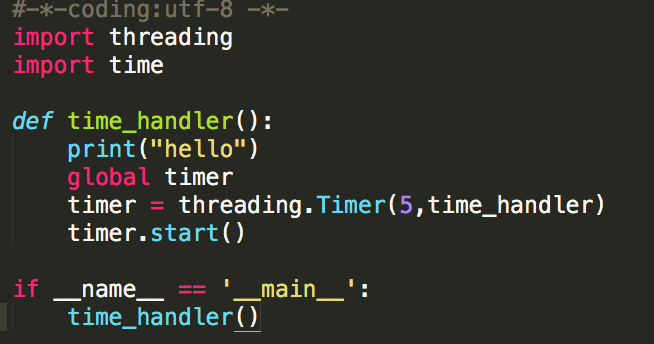 #-*-coding:utf-8 -*-
import threading
import time

def time_handler():
    print("hello")
    global timer
    timer = threading.Timer(5,time_handler)
    timer.start()

if __name__ == '__main__':
    time_handler()